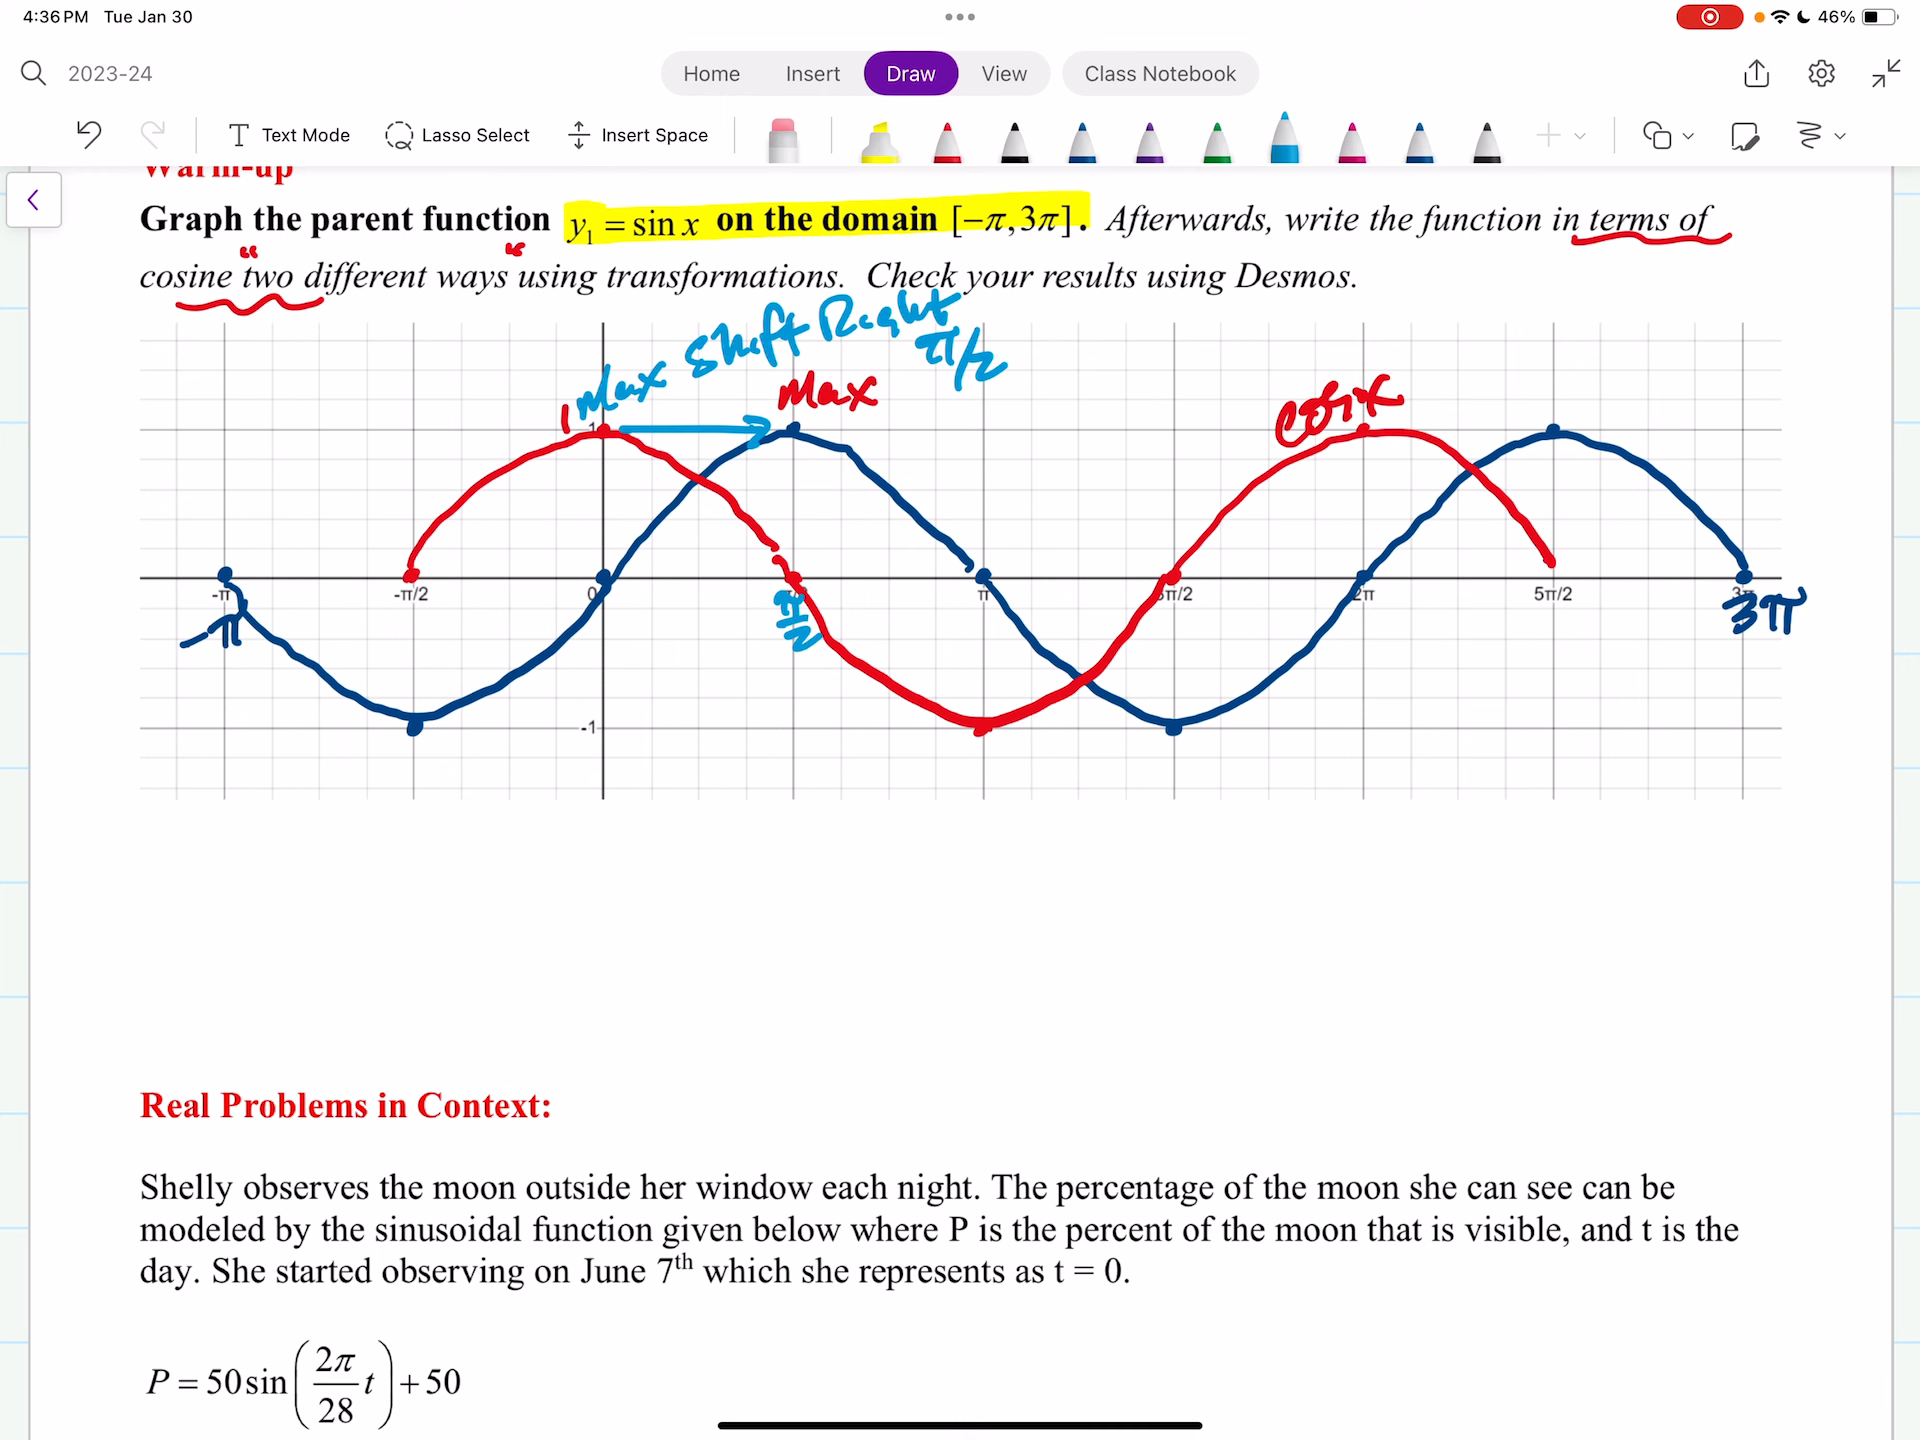 4:36 PM Tue Jan 30
46%
2023-24
Home Insert Draw View Class Notebook
Text Mode Lasso Select Insert Space
Warm-up
Graph the parent function y₁ = sin x on the domain [−π,3π]. Afterwards, write the function in terms of
cosine two different ways using transformations. Check your results using Desmos.
Max Shift Right π/2
Max
cos x
1
1
-π -π/2 0 π 2π 5π/2
-π π/2 3π
-1
Real Problems in Context:
Shelly observes the moon outside her window each night. The percentage of the moon she can see can be
modeled by the sinusoidal function given below where P is the percent of the moon that is visible, and t is the
day. She started observing on June 7th which she represents as t = 0.
P = 50 sin(2π/28 t) + 50